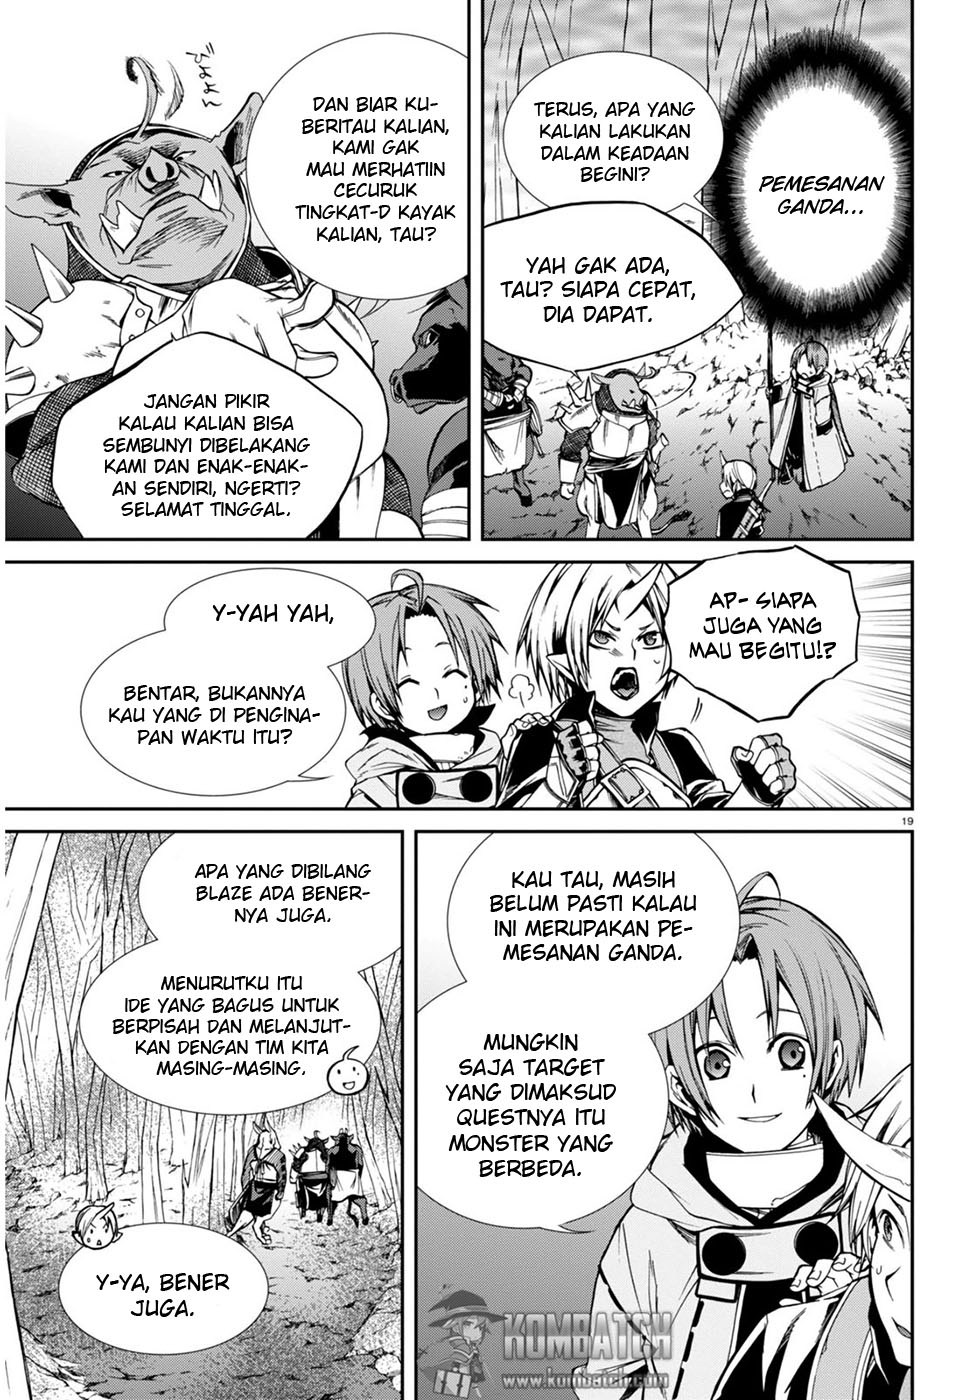 TERUS, APA YANG
KALIAN LAKUKAN
DALAM KEADAAN
BEGINI?
PEMESANAN
GANDA...
YAH GAK ADA,
TAU? SIAPA CEPAT,
DIA DAPAT.
DAN BIAR KU-
BERITAU KALIAN,
KAMI GAK
MAU MERHATIIN
CECURUK
TINGKAT-D KAYAK
KALIAN, TAU?
JANGAN PIKIR
KALAU KALIAN BISA
SEMBUNYI DIBELAKANG
KAMI DAN ENAK-ENAK-
AN SENDIRI, NGERTI?
SELAMAT TINGGAL.
AP- SIAPA
JUGA YANG
MAU BEGITU!?
Y-YAH YAH,
BENTAR, BUKANNYA
KAU YANG DI PENGINA-
PAN WAKTU ITU?
19
KAU TAU, MASIH
BELUM PASTI KALAU
INI MERUPAKAN PE-
MESANAN GANDA.
MUNGKIN
SAJA TARGET
YANG DIMAKSUD
QUESTNYA ITU
MONSTER YANG
BERBEDA.
APA YANG DIBILANG
BLAZE ADA BENER-
NYA JUGA.
MENURUTKU ITU
IDE YANG BAGUS UNTUK
BERPISAH DAN MELANJUT-
KAN DENGAN TIM KITA
MASING-MASING.
Y-YA, BENER
JUGA.
KOMBATCH
www.kombatch.com